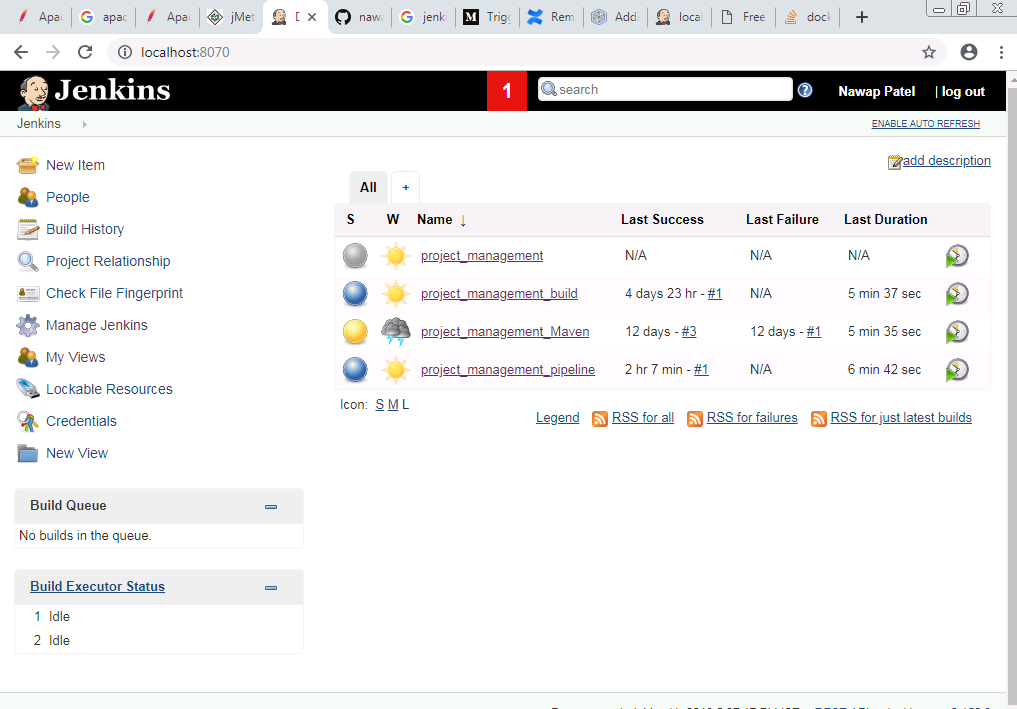 Apac
apac
Apac
jMet
D
nawa
jenki
M Trigg
Rem
Addi
local
Free
dock
localhost:8070
Jenkins
1
search
Nawap Patel | log out
Jenkins
ENABLE AUTO REFRESH
New Item
People
Build History
Project Relationship
Check File Fingerprint
Manage Jenkins
My Views
Lockable Resources
Credentials
New View
Build Queue
No builds in the queue.
Build Executor Status
1 Idle
2 Idle
add description
All +
S W Name ↓ Last Success Last Failure Last Duration
project_management N/A N/A N/A
project_management_build 4 days 23 hr - #1 N/A 5 min 37 sec
project_management_Maven 12 days - #3 12 days - #1 5 min 35 sec
project_management_pipeline 2 hr 7 min - #1 N/A 6 min 42 sec
Icon: S M L
Legend RSS for all RSS for failures RSS for just latest builds